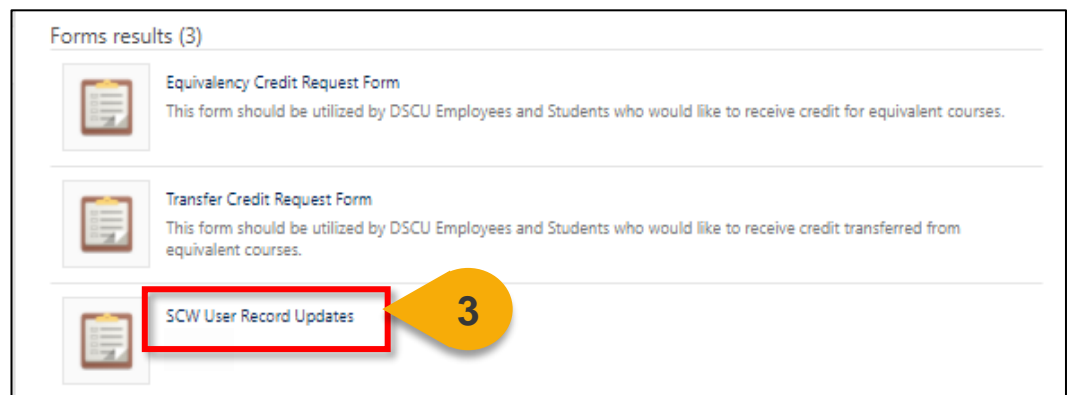 Forms results (3)
Equivalency Credit Request Form
This form should be utilized by DSCU Employees and Students who would like to receive credit for equivalent courses.
Transfer Credit Request Form
This form should be utilized by DSCU Employees and Students who would like to receive credit transferred from
equivalent courses.
SCW User Record Updates
3